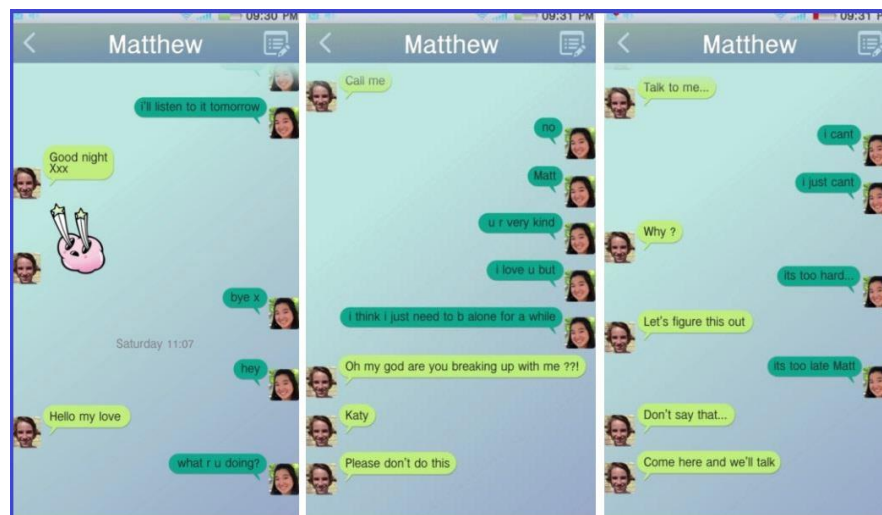 09:30 PM
Matthew
i'll listen to it tomorrow
Good night
Xxx
bye x
Saturday 11:07
hey
Hello my love
what r u doing?
09:31 PM
Matthew
Call me
no
Matt
u r very kind
i love u but
i think i just need to b alone for a while
Oh my god are you breaking up with me ??!
Katy
Please don't do this
09:31 P
Matthew
Talk to me...
i cant
i just cant
Why ?
its too hard...
Let's figure this out
its too late Matt
Don't say that...
Come here and we'll talk